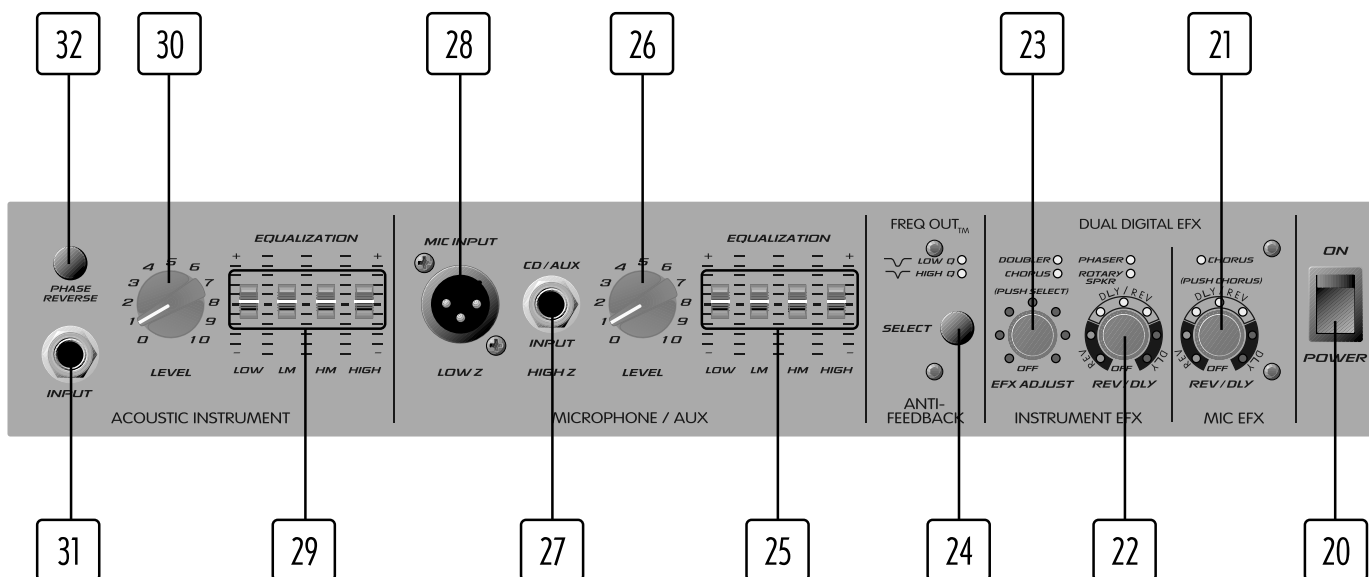 32 30 28 26 23 21
PHASE
REVERSE
INPUT
0 1 2 3 4 5 6 7 8 9 10
LEVEL
EQUALIZATION
+ +
- -
LOW LM HM HIGH
ACOUSTIC INSTRUMENT
MIC INPUT
LOW Z
CD / AUX
INPUT
HIGH Z
0 1 2 3 4 5 6 7 8 9 10
LEVEL
EQUALIZATION
+ +
- -
LOW LM HM HIGH
MICROPHONE / AUX
FREQ OUT™
LOW Q
HIGH Q
SELECT
ANTI-
FEEDBACK
DUAL DIGITAL EFX
DOUBLER
CHORUS
(PUSH SELECT)
OFF
EFX ADJUST
PHASER
ROTARY
SPKR
DLY / REV
REV
DLY
OFF
REV / DLY
INSTRUMENT EFX
CHORUS
(PUSH CHORUS)
DLY / REV
REV
DLY
OFF
REV / DLY
MIC EFX
ON
POWER
31 29 27 25 24 22 20